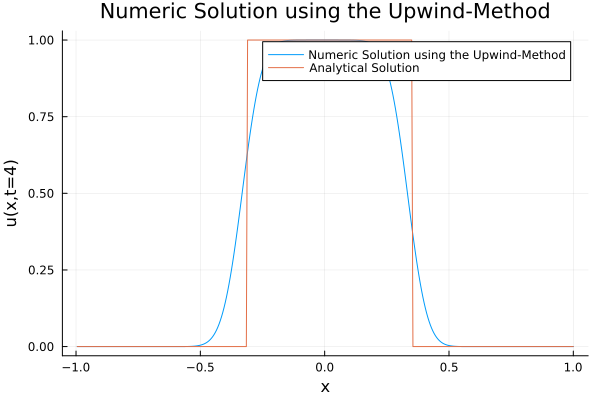 Numeric Solution using the Upwind-Method
Numeric Solution using the Upwind-Method
Analytical Solution
1.00
0.75
0.50
0.25
0.00
u(x,t=4)
−1.0
−0.5
0.0
0.5
1.0
x